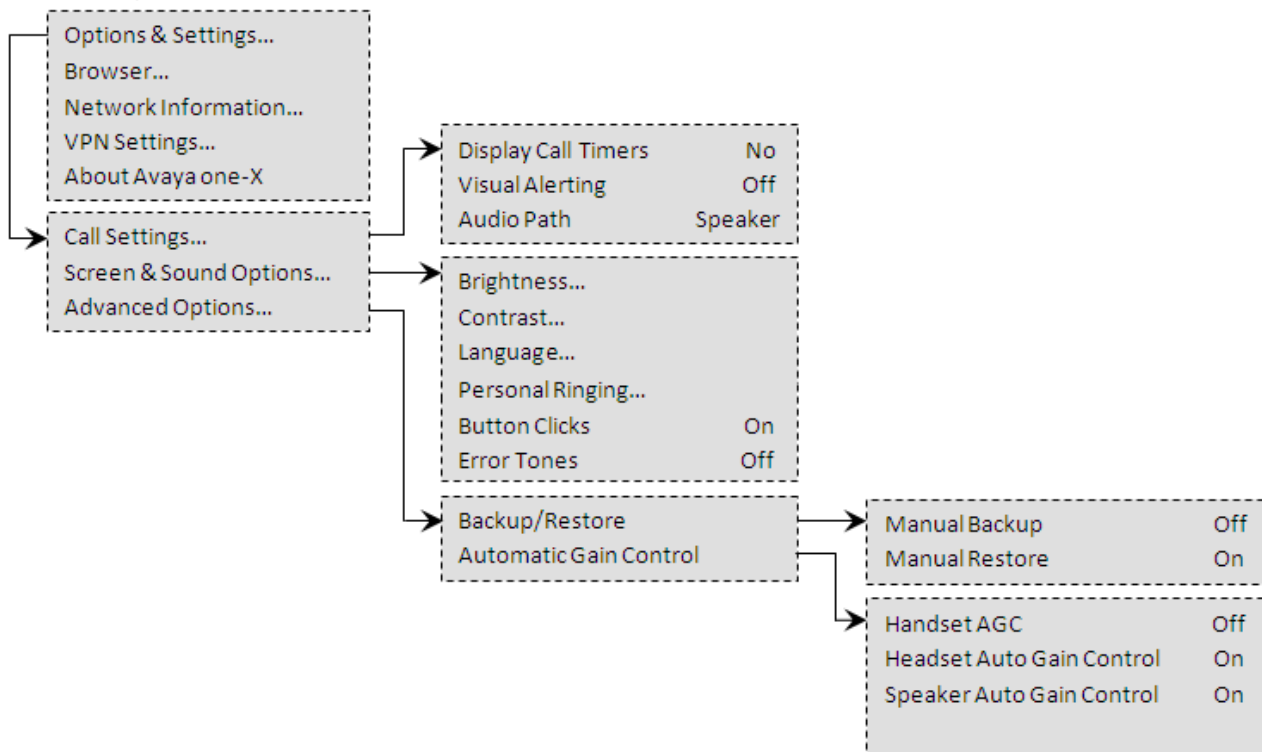 Options & Settings...
Browser...
Network Information...
VPN Settings...
About Avaya one-X
Call Settings...
Screen & Sound Options...
Advanced Options...
Display Call Timers No
Visual Alerting Off
Audio Path Speaker
Brightness...
Contrast...
Language...
Personal Ringing...
Button Clicks On
Error Tones Off
Backup/Restore
Automatic Gain Control
Manual Backup Off
Manual Restore On
Handset AGC Off
Headset Auto Gain Control On
Speaker Auto Gain Control On